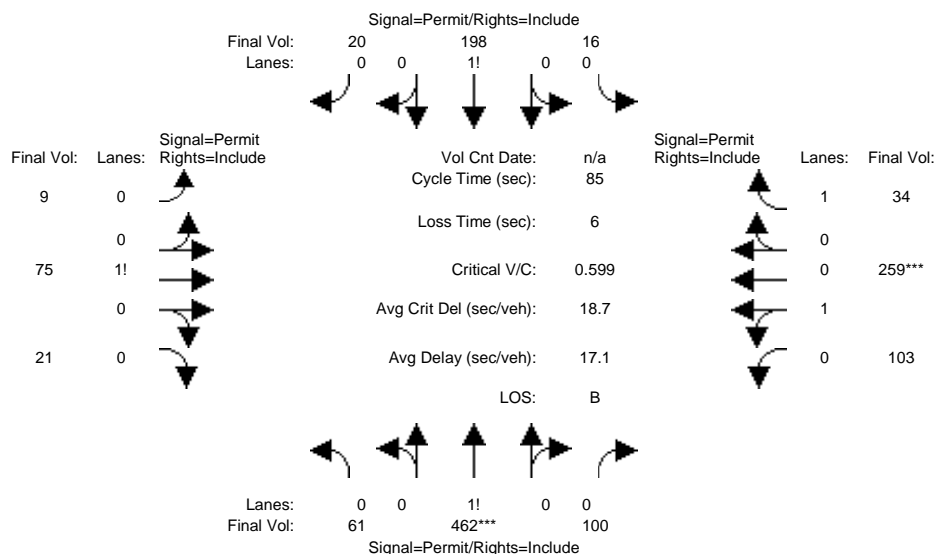 Signal=Permit/Rights=Include
Final Vol: 20 198 16
Lanes: 0 0 1! 0 0
Signal=Permit Signal=Permit
Final Vol: Lanes: Rights=Include Vol Cnt Date: n/a Rights=Include Lanes: Final Vol:
Cycle Time (sec): 85
9 0 1 34
Loss Time (sec): 6
0 0
75 1! Critical V/C: 0.599 0 259***
0 Avg Crit Del (sec/veh): 18.7 1
21 0 Avg Delay (sec/veh): 17.1 0 103
LOS: B
Lanes: 0 0 1! 0 0
Final Vol: 61 462*** 100
Signal=Permit/Rights=Include